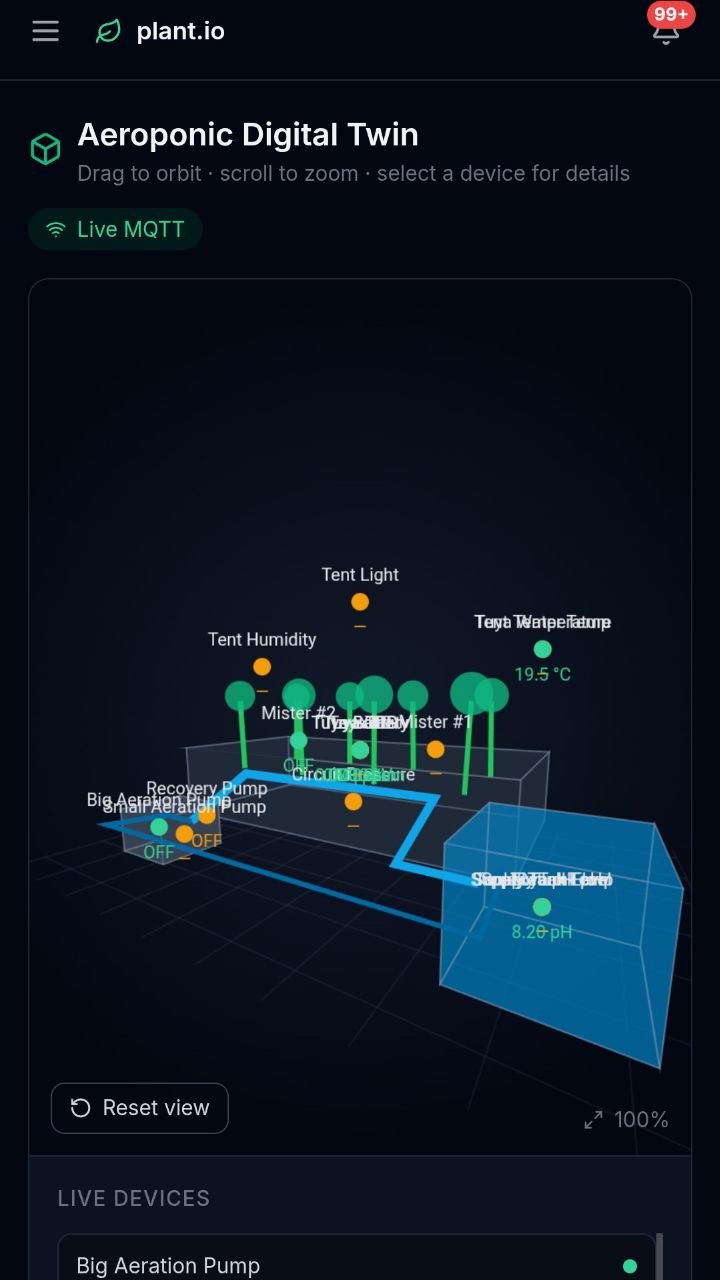 plant.io
99+
Aeroponic Digital Twin
Drag to orbit · scroll to zoom · select a device for details
Live MQTT
Tent Light
–
Tent Humidity
–
19.5 °C
Mister #2
OFF
Mister #1
–
Circuit Pressure
–
Recovery Pump
OFF
Big Aeration Pump
OFF
Small Aeration Pump
–
8.20 pH
Reset view
100%
LIVE DEVICES
Big Aeration Pump